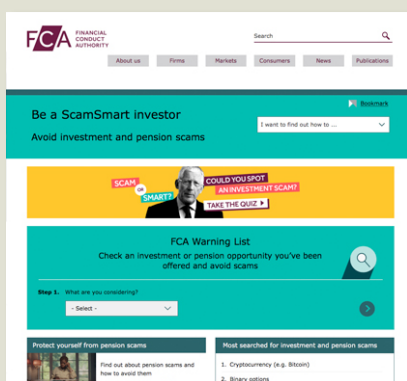 FCA FINANCIAL
CONDUCT
AUTHORITY
Search
About us
Firms
Markets
Consumers
News
Publications
Bookmark
Be a ScamSmart investor
I want to find out how to ...
Avoid investment and pension scams
SCAM
OR
SMART?
COULD YOU SPOT
AN INVESTMENT SCAM?
TAKE THE QUIZ
FCA Warning List
Check an investment or pension opportunity you've been
offered and avoid scams
Step 1. What are you considering?
- Select -
Protect yourself from pension scams
Find out about pension scams and
how to avoid them
Most searched for investment and pension scams
1. Cryptocurrency (e.g. Bitcoin)
2. Binary options